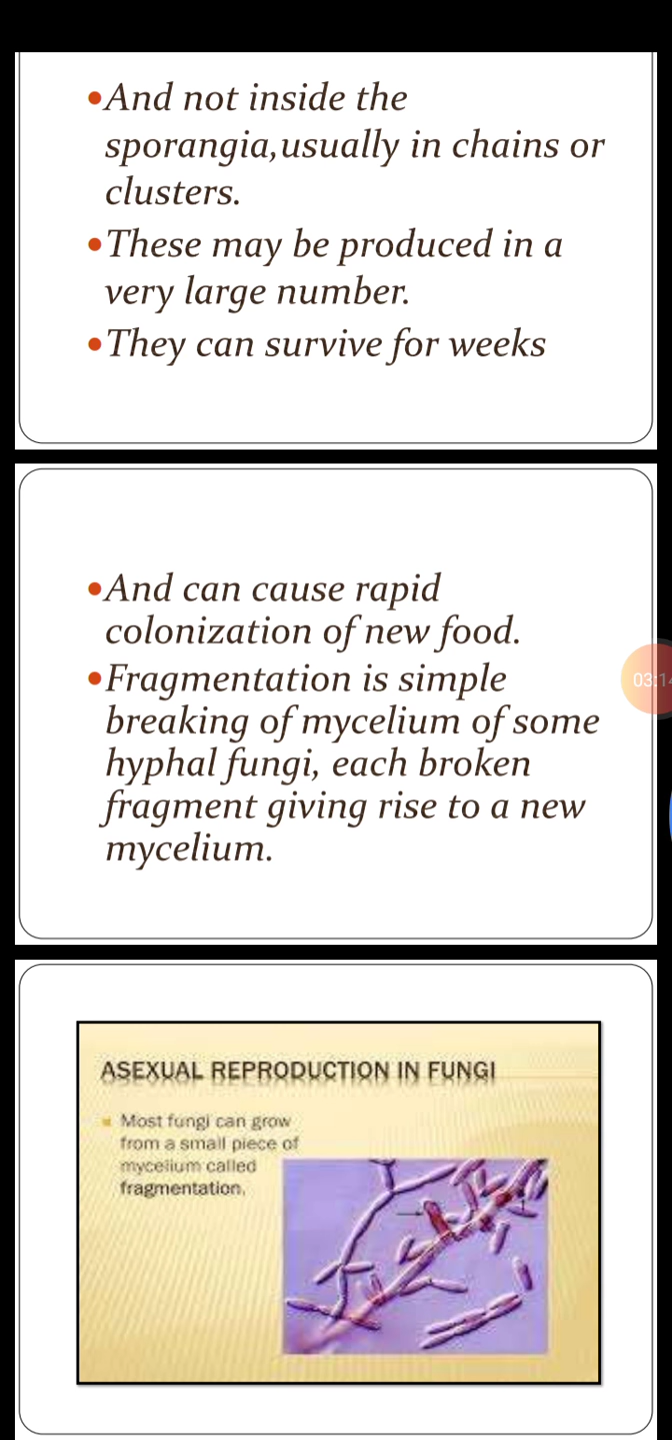 •And not inside the
sporangia,usually in chains or
clusters.
•These may be produced in a
very large number.
•They can survive for weeks
•And can cause rapid
colonization of new food.
•Fragmentation is simple
breaking of mycelium of some
hyphal fungi, each broken
fragment giving rise to a new
mycelium.
03:14
ASEXUAL REPRODUCTION IN FUNGI
Most fungi can grow
from a small piece of
mycelium called
fragmentation.